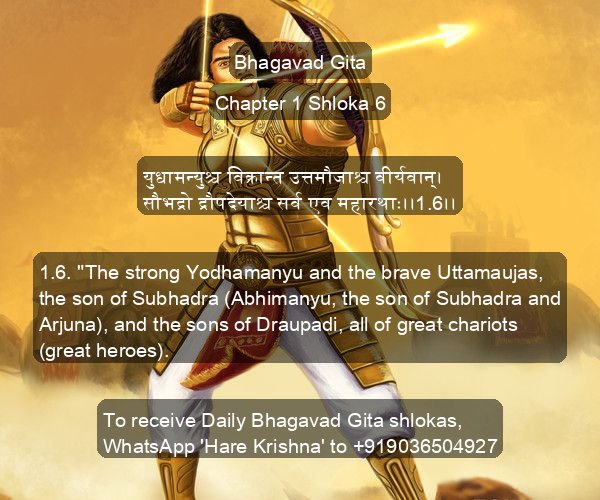 Bhagavad Gita
Chapter 1 Shloka 6
युधामन्युश्च विक्रान्त उत्तमौजाश्च वीर्यवान्।
सौभद्रो द्रौपदेयाश्च सर्व एव महारथाः।।1.6।।
1.6. "The strong Yodhamanyu and the brave Uttamaujas,
the son of Subhadra (Abhimanyu, the son of Subhadra and
Arjuna), and the sons of Draupadi, all of great chariots
(great heroes).
To receive Daily Bhagavad Gita shlokas,
WhatsApp 'Hare Krishna' to +919036504927